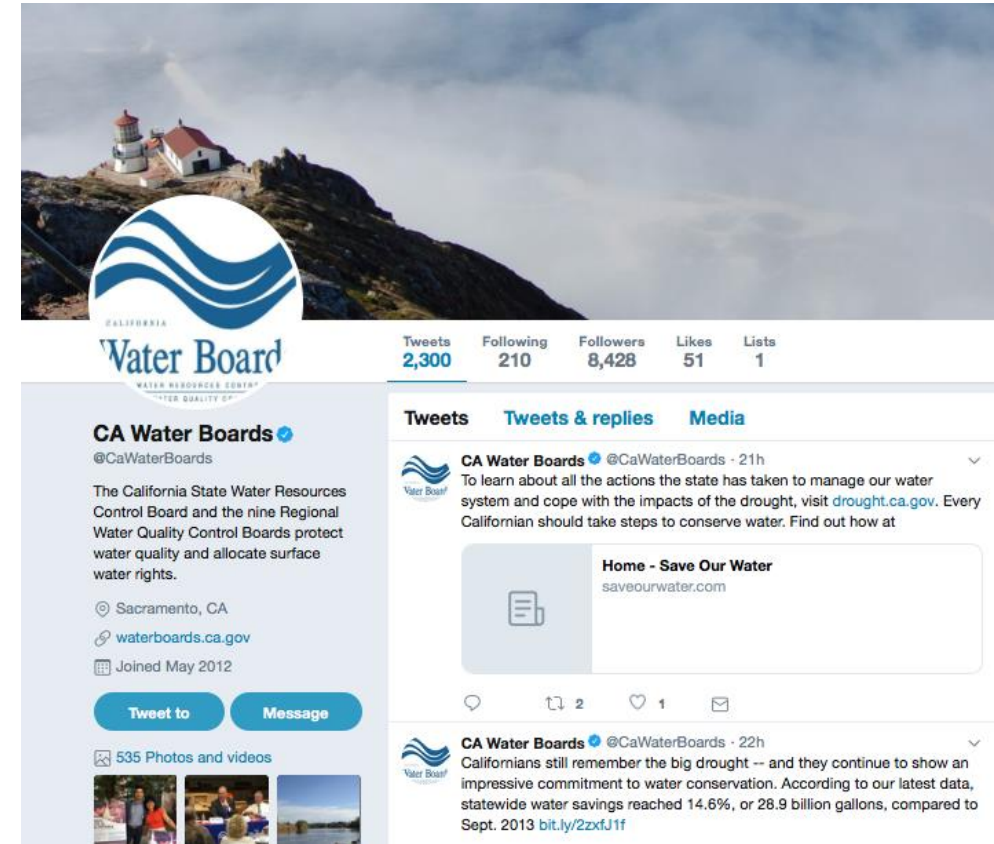 CALIFORNIA
Water Board
WATER RESOURCES CONTR
Tweets Following Followers Likes Lists
2,300 210 8,428 51 1
CA Water Boards
@CaWaterBoards
The California State Water Resources
Control Board and the nine Regional
Water Quality Control Boards protect
water quality and allocate surface
water rights.
Sacramento, CA
waterboards.ca.gov
Joined May 2012
Tweet to Message
535 Photos and videos
Tweets Tweets & replies Media
Water Board
CA Water Boards @CaWaterBoards · 21h
To learn about all the actions the state has taken to manage our water
system and cope with the impacts of the drought, visit drought.ca.gov. Every
Californian should take steps to conserve water. Find out how at
Home - Save Our Water
saveourwater.com
2 1
Water Board
CA Water Boards @CaWaterBoards · 22h
Californians still remember the big drought -- and they continue to show an
impressive commitment to water conservation. According to our latest data,
statewide water savings reached 14.6%, or 28.9 billion gallons, compared to
Sept. 2013 bit.ly/2zxfJ1f